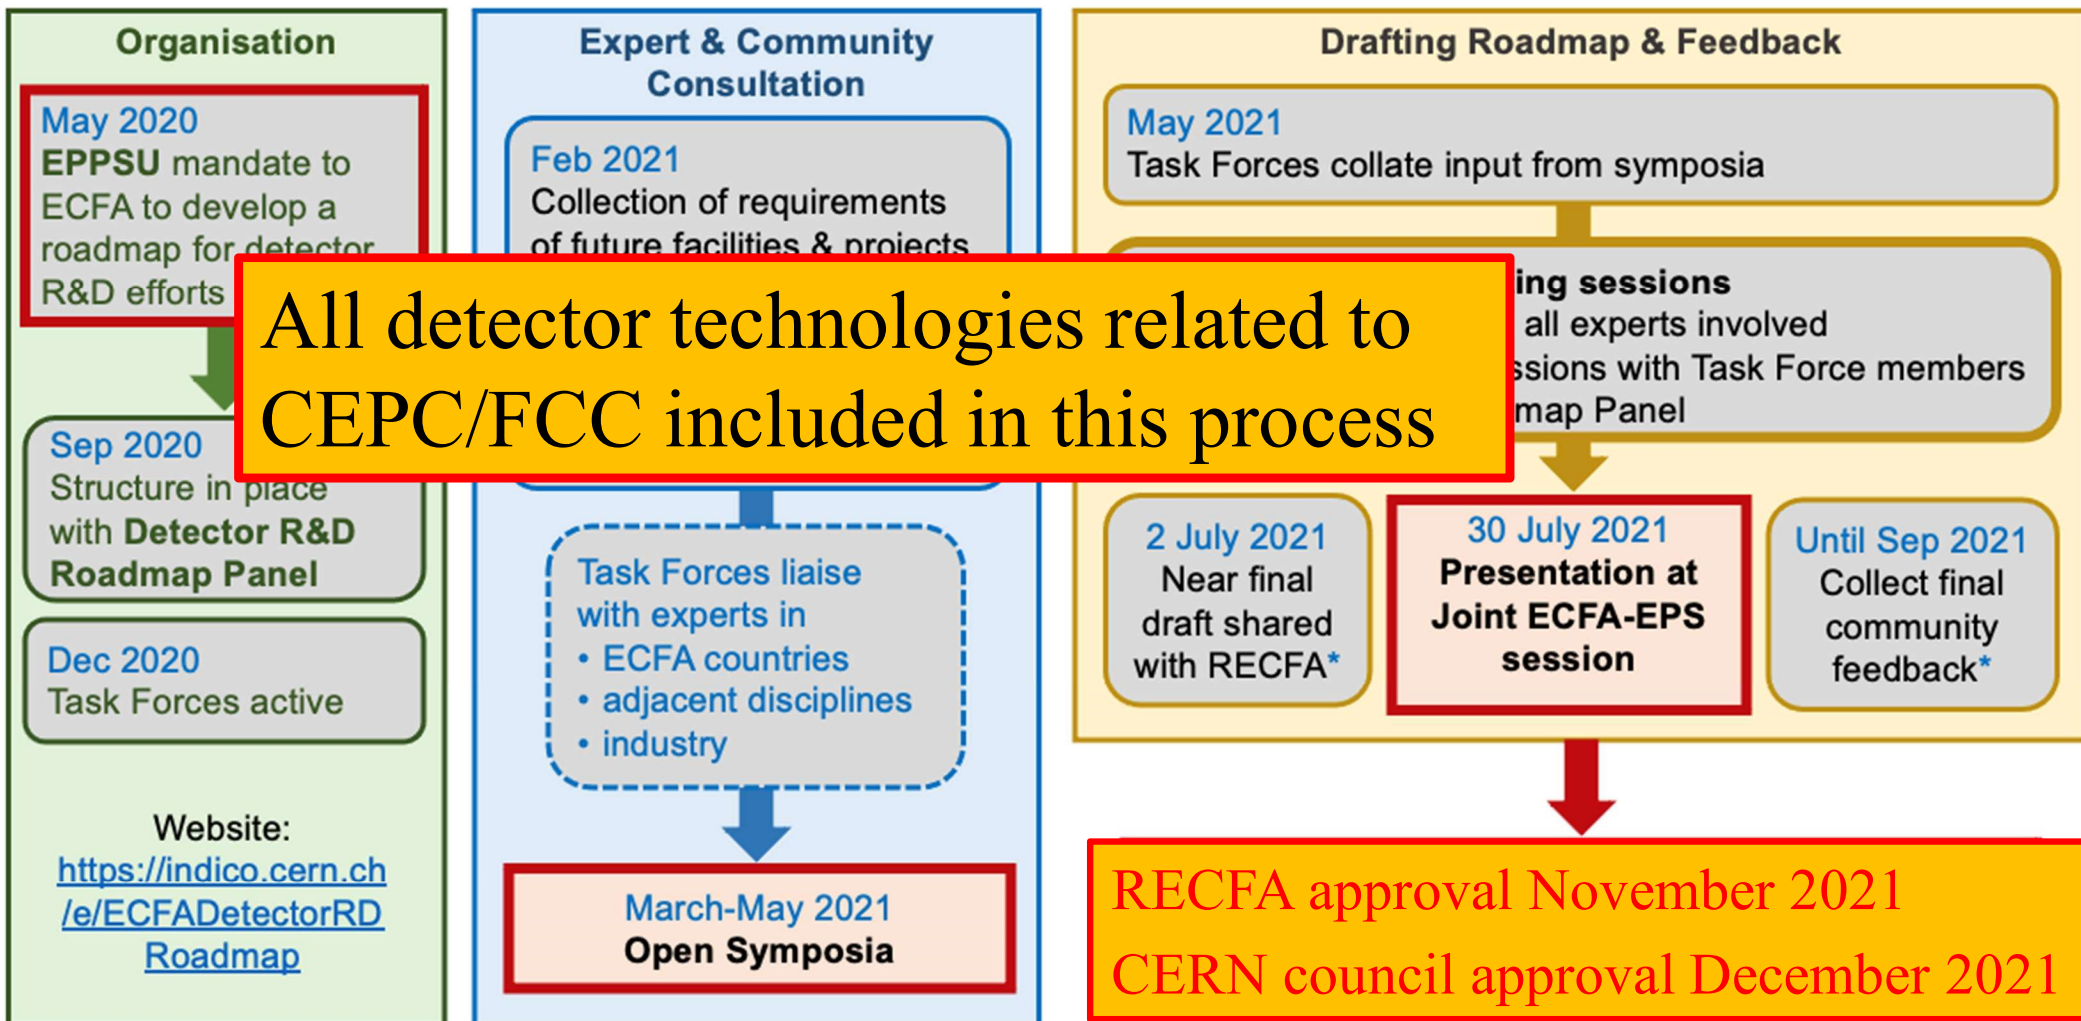 Organisation
May 2020
EPPSU mandate to
ECFA to develop a
roadmap for detector
R&D efforts
Sep 2020
Structure in place
with Detector R&D
Roadmap Panel
Dec 2020
Task Forces active
Website:
https://indico.cern.ch
/e/ECFADetectorRD
Roadmap
Expert & Community
Consultation
Feb 2021
Collection of requirements
of future facilities & projects
All detector technologies related to
CEPC/FCC included in this process
Task Forces liaise
with experts in
• ECFA countries
• adjacent disciplines
• industry
March-May 2021
Open Symposia
Drafting Roadmap & Feedback
May 2021
Task Forces collate input from symposia
sessions
all experts involved
with Task Force members
Panel
2 July 2021
Near final
draft shared
with RECFA*
30 July 2021
Presentation at
Joint ECFA-EPS
session
Until Sep 2021
Collect final
community
feedback*
RECFA approval November 2021
CERN council approval December 2021